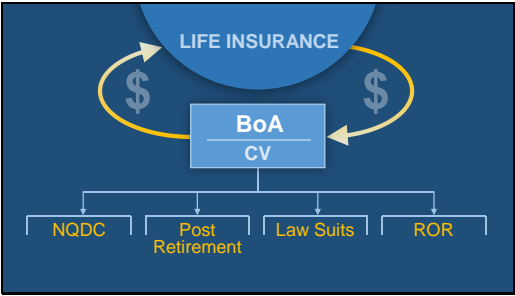 LIFE INSURANCE
$ $
BoA
CV
NQDC
Post
Retirement
Law Suits
ROR